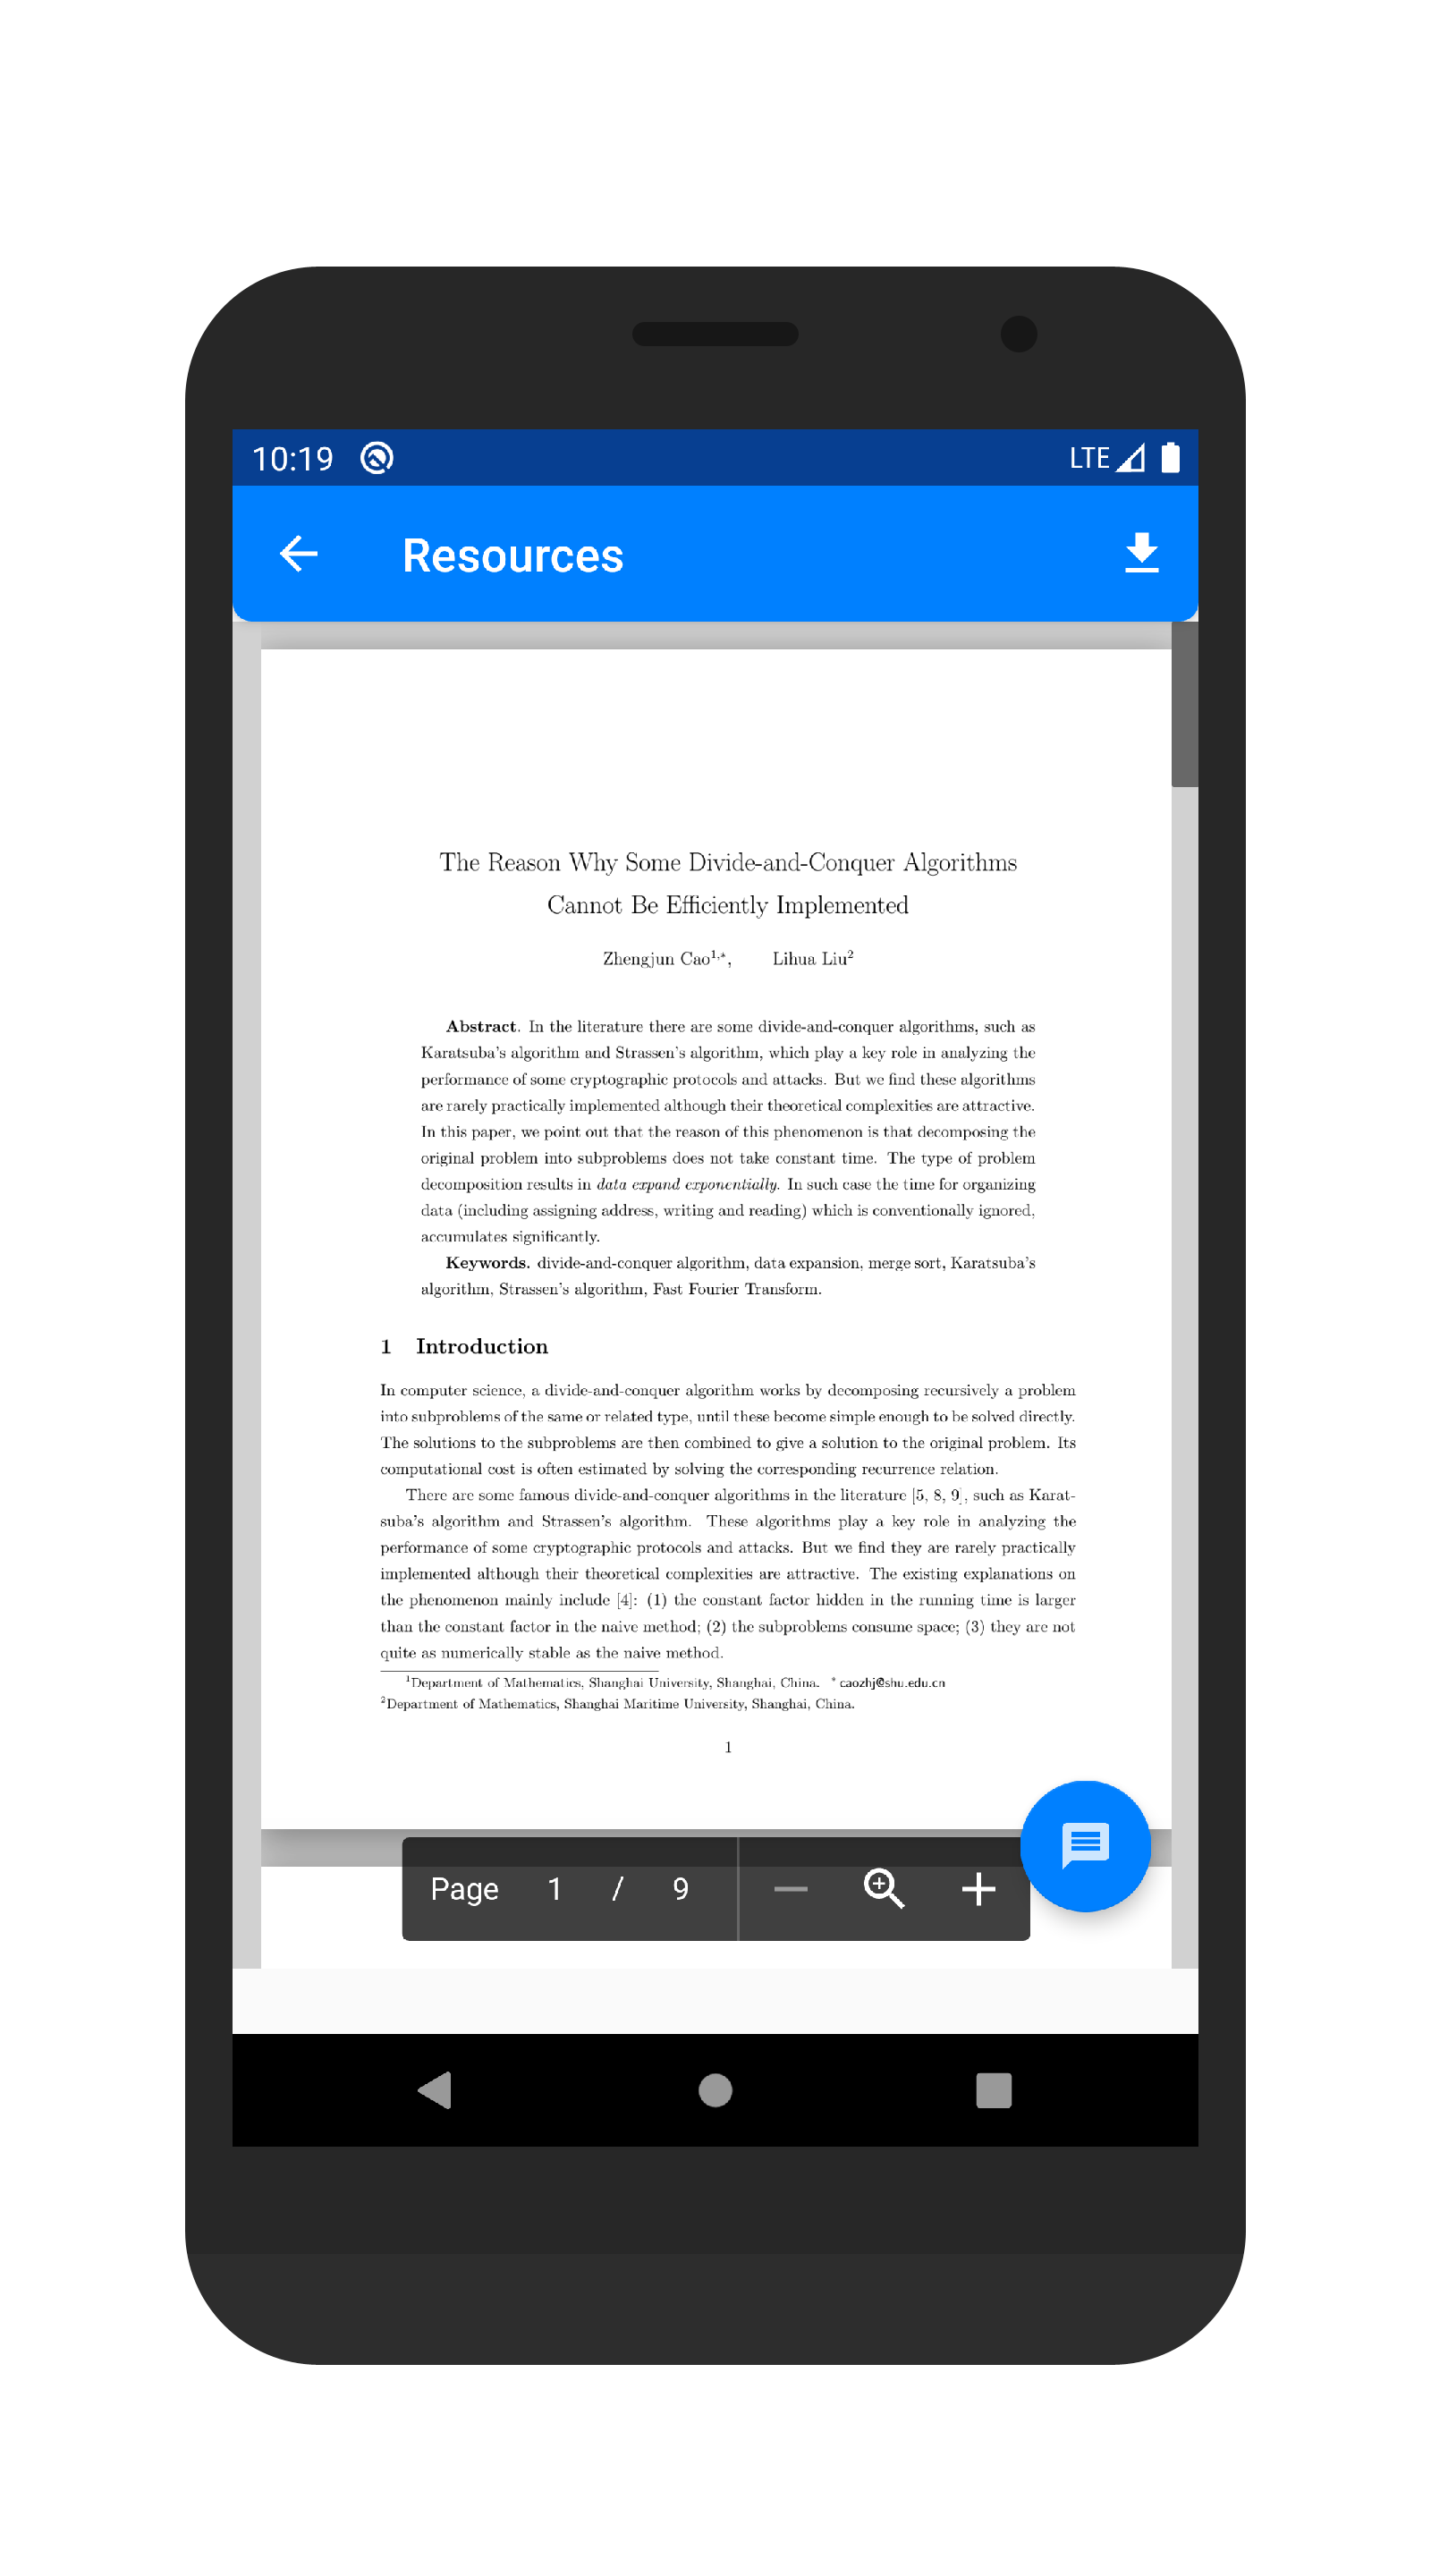 10:19 LTE
Resources
The Reason Why Some Divide-and-Conquer Algorithms
Cannot Be Efficiently Implemented
Zhengjun Cao¹,*, Lihua Liu²
Abstract. In the literature there are some divide-and-conquer algorithms, such as
Karatsuba's algorithm and Strassen's algorithm, which play a key role in analyzing the
performance of some cryptographic protocols and attacks. But we find these algorithms
are rarely practically implemented although their theoretical complexities are attractive.
In this paper, we point out that the reason of this phenomenon is that decomposing the
original problem into subproblems does not take constant time. The type of problem
decomposition results in data expand exponentially. In such case the time for organizing
data (including assigning address, writing and reading) which is conventionally ignored,
accumulates significantly.
Keywords. divide-and-conquer algorithm, data expansion, merge sort, Karatsuba's
algorithm, Strassen's algorithm, Fast Fourier Transform.
1 Introduction
In computer science, a divide-and-conquer algorithm works by decomposing recursively a problem
into subproblems of the same or related type, until these become simple enough to be solved directly.
The solutions to the subproblems are then combined to give a solution to the original problem. Its
computational cost is often estimated by solving the corresponding recurrence relation.
There are some famous divide-and-conquer algorithms in the literature [5, 8, 9], such as Karat-
suba's algorithm and Strassen's algorithm. These algorithms play a key role in analyzing the
performance of some cryptographic protocols and attacks. But we find they are rarely practically
implemented although their theoretical complexities are attractive. The existing explanations on
the phenomenon mainly include [4]: (1) the constant factor hidden in the running time is larger
than the constant factor in the naive method; (2) the subproblems consume space; (3) they are not
quite as numerically stable as the naive method.
¹Department of Mathematics, Shanghai University, Shanghai, China. * caozhj@shu.edu.cn
²Department of Mathematics, Shanghai Maritime University, Shanghai, China.
1
Page 1 / 9